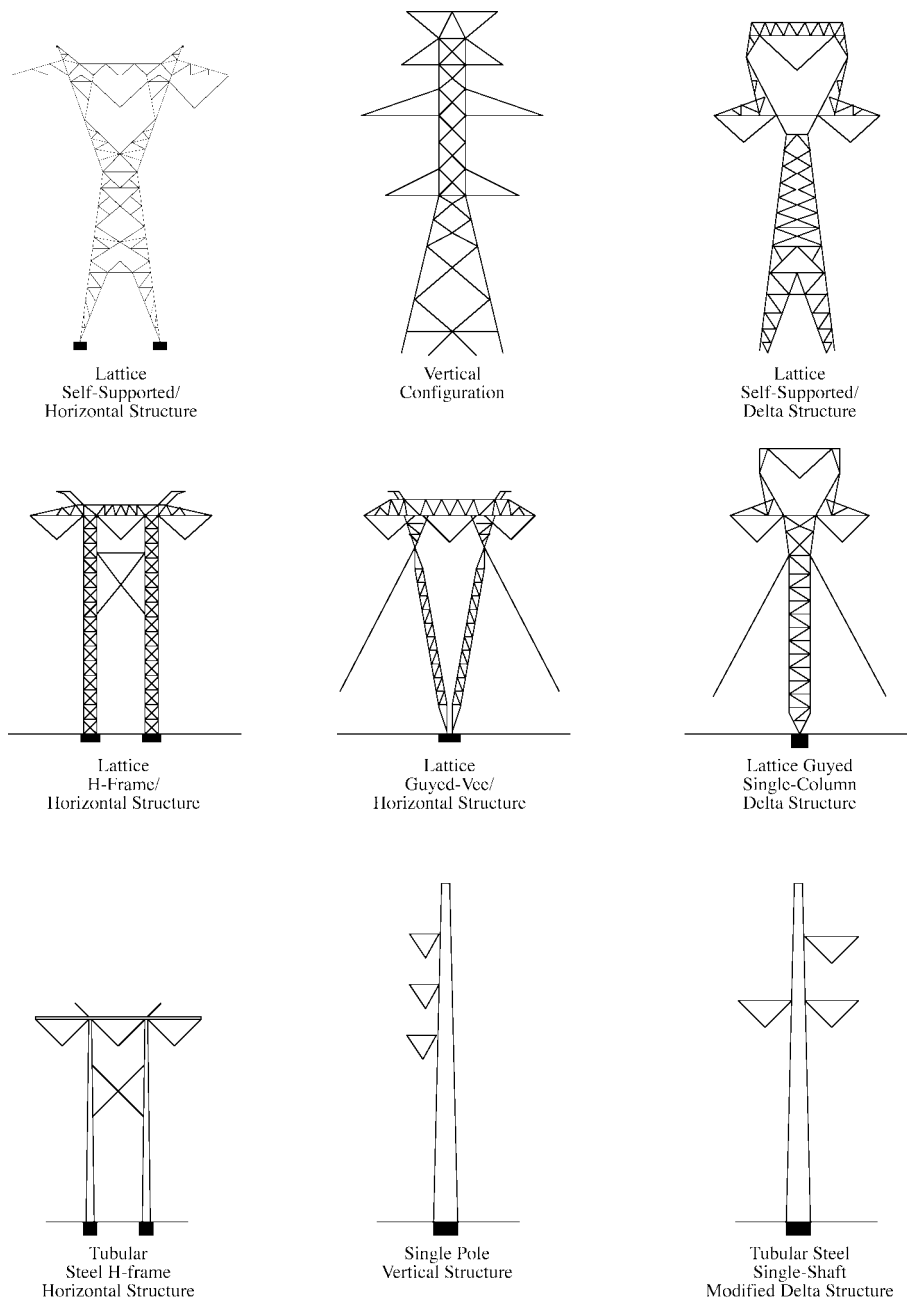 Lattice
Self-Supported/
Horizontal Structure
Vertical
Configuration
Lattice
Self-Supported/
Delta Structure
Lattice
H-Frame/
Horizontal Structure
Lattice
Guyed-Vee/
Horizontal Structure
Lattice Guyed
Single-Column
Delta Structure
Tubular
Steel H-frame
Horizontal Structure
Single Pole
Vertical Structure
Tubular Steel
Single-Shaft
Modified Delta Structure